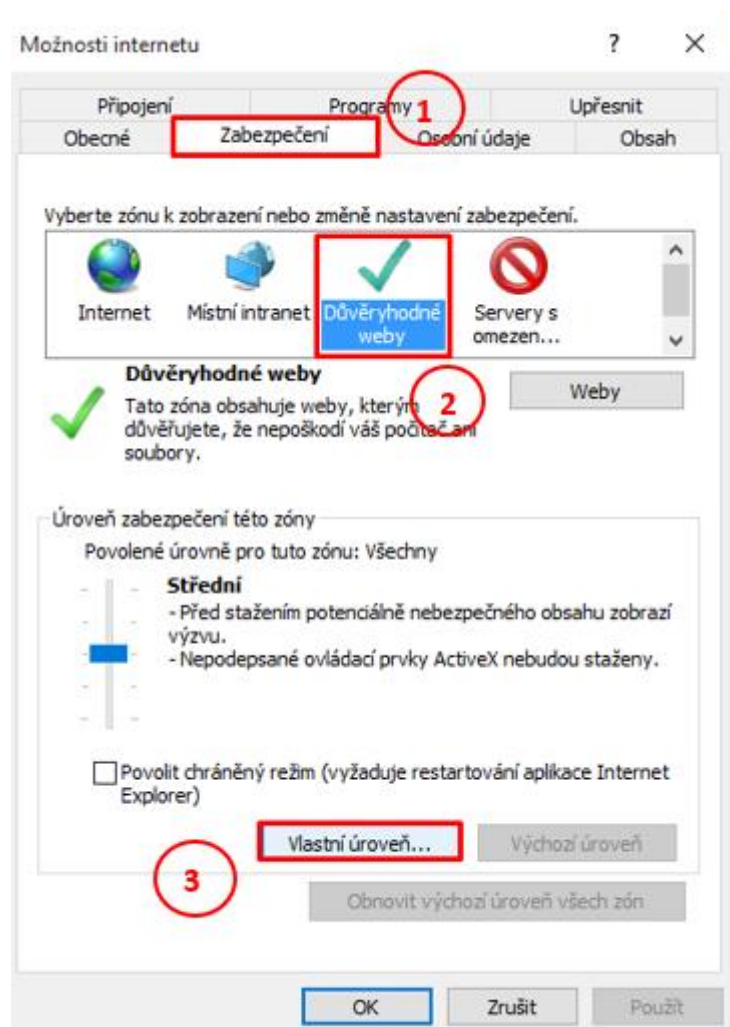 Možnosti internetu ? ×
Připojení Programy Upřesnit
Obecné Zabezpečení Osobní údaje Obsah
1
Vyberte zónu k zobrazení nebo změně nastavení zabezpečení.
Internet Místní intranet Důvěryhodné weby Servery s omezen...
Důvěryhodné weby
Tato zóna obsahuje weby, kterým
důvěřujete, že nepoškodí váš počítač ani
soubory.
2
Weby
Úroveň zabezpečení této zóny
Povolené úrovně pro tuto zónu: Všechny
Střední
- Před stažením potenciálně nebezpečného obsahu zobrazí
výzvu.
- Nepodepsané ovládací prvky ActiveX nebudou staženy.
Povolit chráněný režim (vyžaduje restartování aplikace Internet
Explorer)
Vlastní úroveň... Výchozí úroveň
3
Obnovit výchozí úroveň všech zón
OK Zrušit Použít